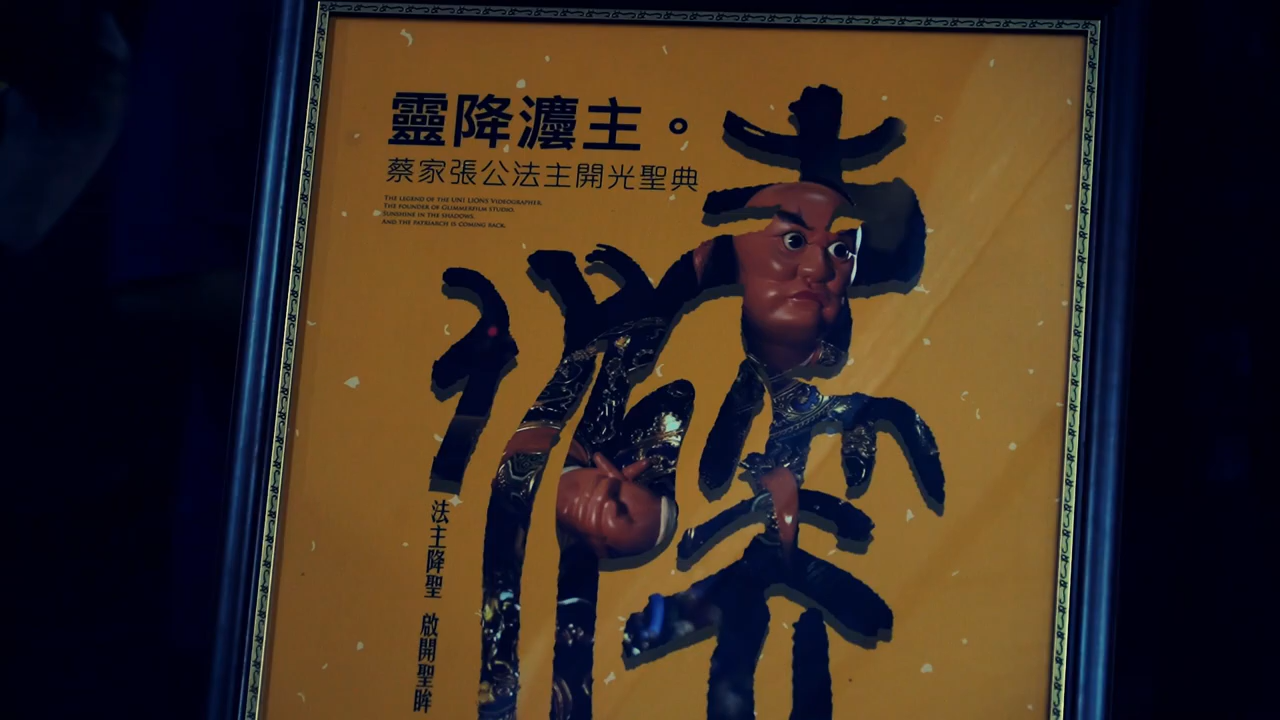 靈降灋主。
蔡家張公法主開光聖典
THE LEGEND OF THE UNI LIONS VIDEOGRAPHER,
THE FOUNDER OF GLIMMERFILM STUDIO.
SUNSHINE IN THE SHADOWS.
AND THE PATRIARCH IS COMING BACK.
法主降聖 啟開聖眸